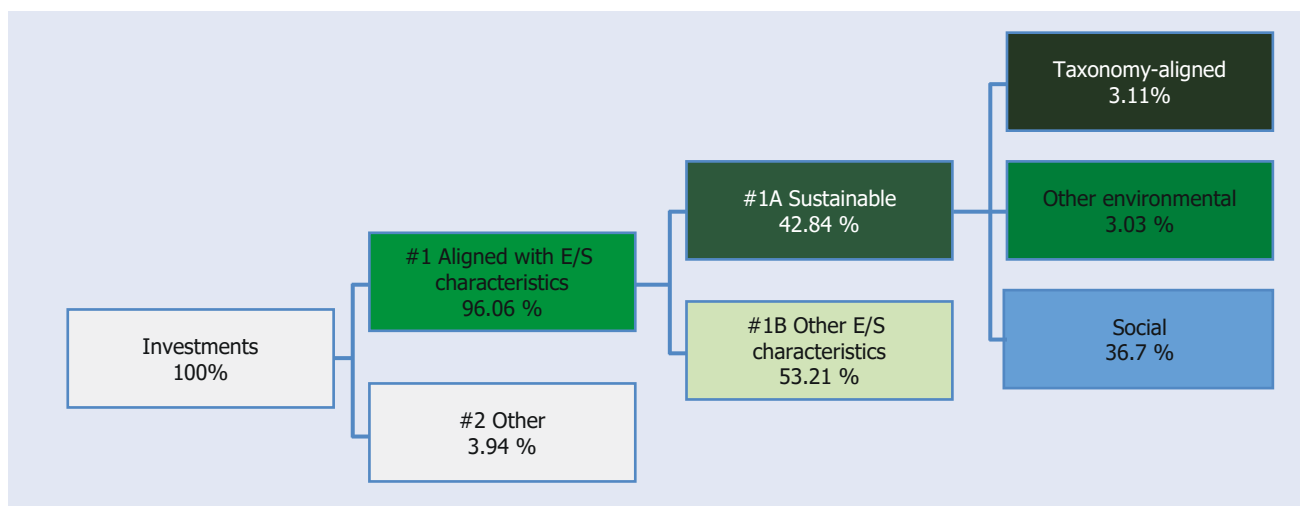 Investments
100%
#1 Aligned with E/S
characteristics
96.06 %
#2 Other
3.94 %
#1A Sustainable
42.84 %
#1B Other E/S
characteristics
53.21 %
Taxonomy-aligned
3.11%
Other environmental
3.03 %
Social
36.7 %